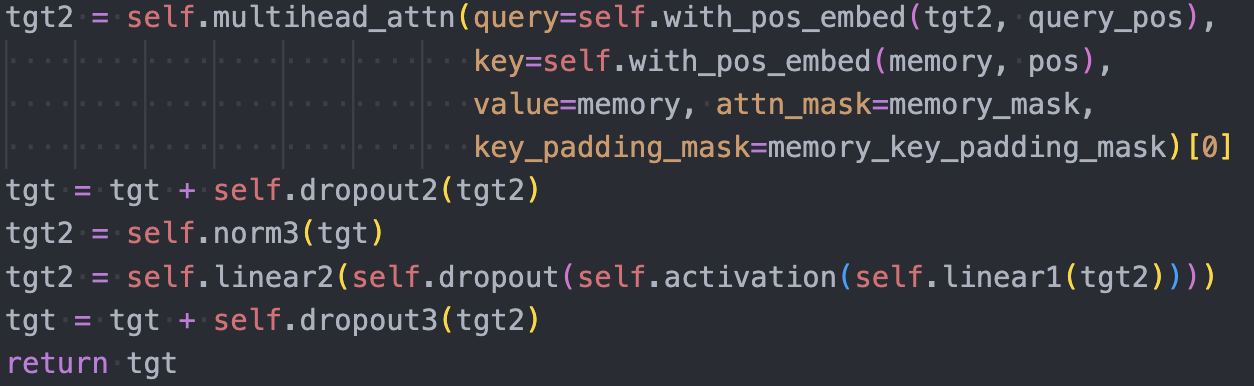 tgt2 = self.multihead_attn(query=self.with_pos_embed(tgt2, query_pos),
                           key=self.with_pos_embed(memory, pos),
                           value=memory, attn_mask=memory_mask,
                           key_padding_mask=memory_key_padding_mask)[0]
tgt = tgt + self.dropout2(tgt2)
tgt2 = self.norm3(tgt)
tgt2 = self.linear2(self.dropout(self.activation(self.linear1(tgt2))))
tgt = tgt + self.dropout3(tgt2)
return tgt